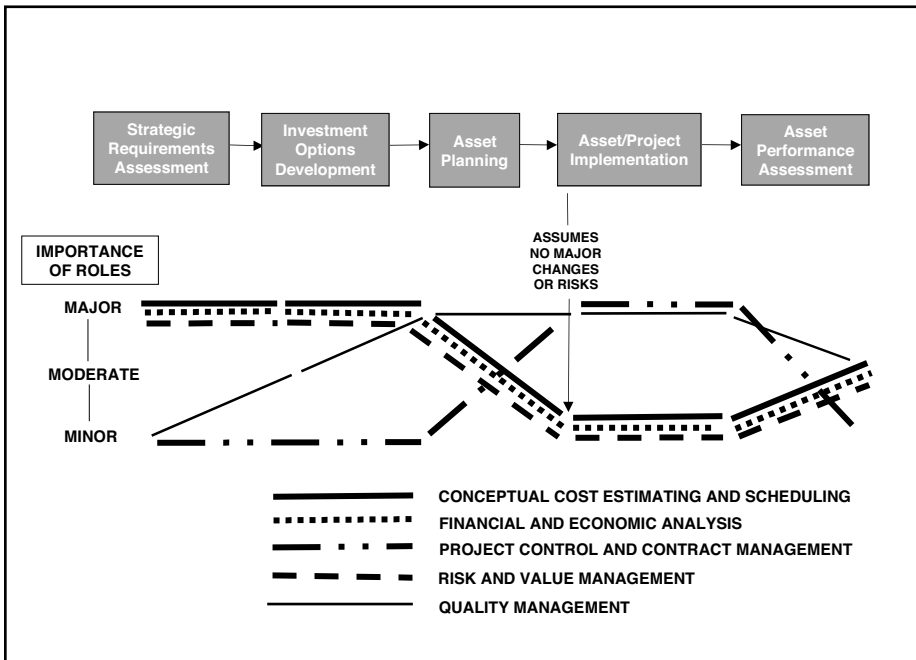 Strategic
Requirements
Assessment
Investment
Options
Development
Asset
Planning
Asset/Project
Implementation
Asset
Performance
Assessment
ASSUMES
NO MAJOR
CHANGES
OR RISKS
IMPORTANCE
OF ROLES
MAJOR
MODERATE
MINOR
CONCEPTUAL COST ESTIMATING AND SCHEDULING
FINANCIAL AND ECONOMIC ANALYSIS
PROJECT CONTROL AND CONTRACT MANAGEMENT
RISK AND VALUE MANAGEMENT
QUALITY MANAGEMENT